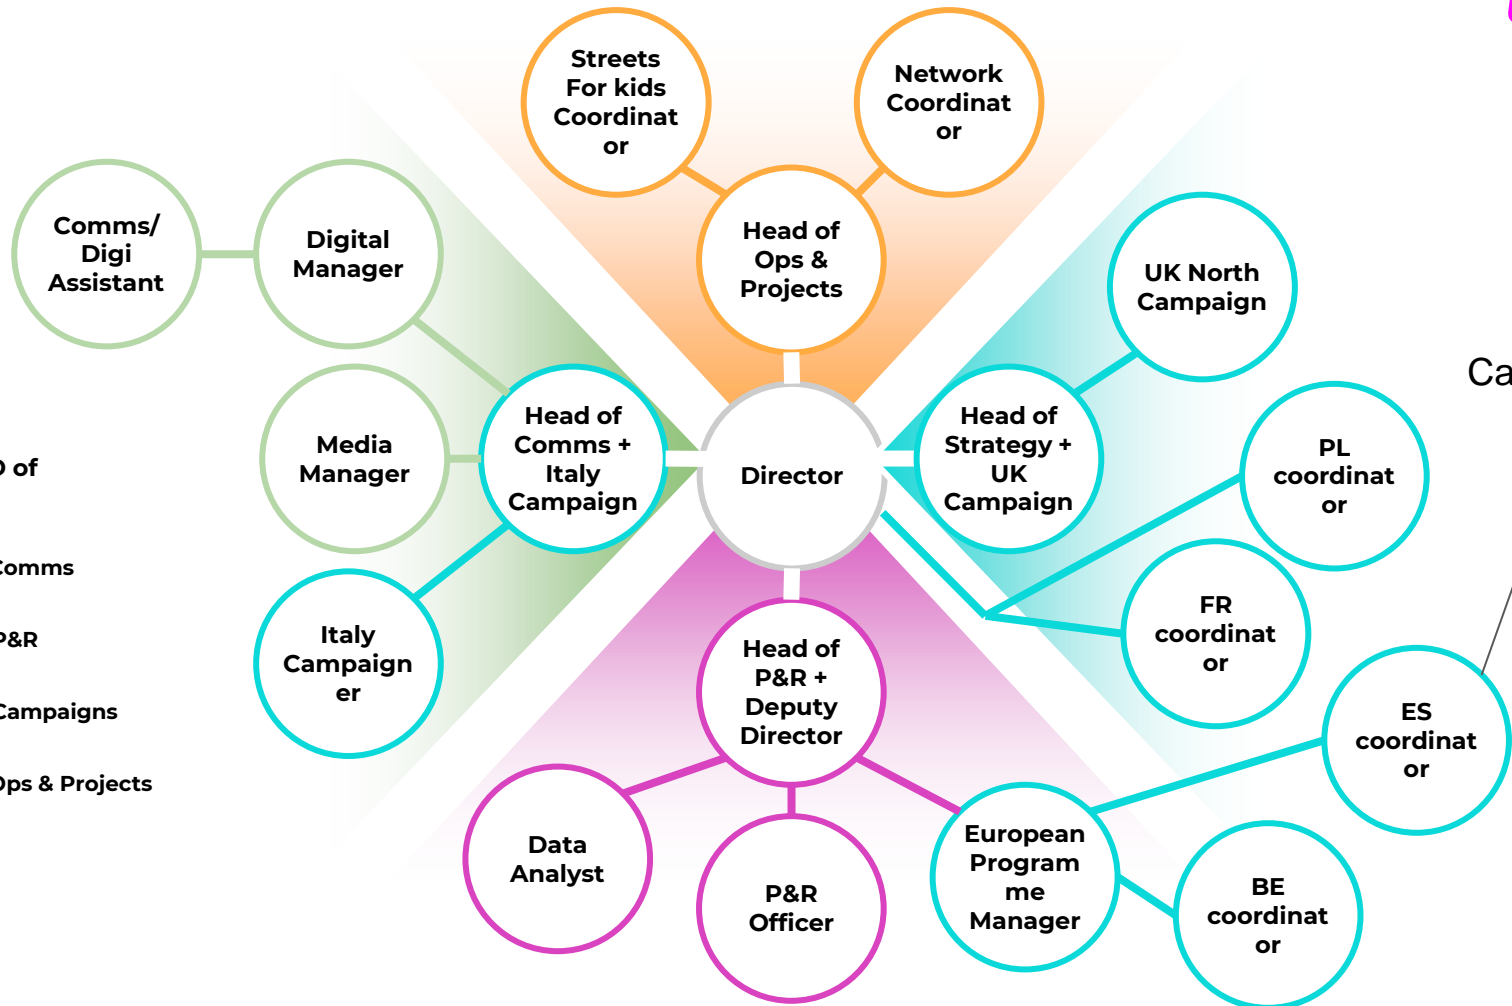 Streets
For kids
Coordinat
or
Network
Coordinat
or
Comms/
Digi
Assistant
Digital
Manager
Head of
Ops &
Projects
UK North
Campaign
Ca
Media
Manager
Head of
Comms +
Italy
Campaign
Director
Head of
Strategy +
UK
Campaign
PL
coordinat
or
of
Comms
P&R
Campaigns
Ops & Projects
Italy
Campaign
er
FR
coordinat
or
Head of
P&R +
Deputy
Director
ES
coordinat
or
Data
Analyst
P&R
Officer
European
Program
me
Manager
BE
coordinat
or